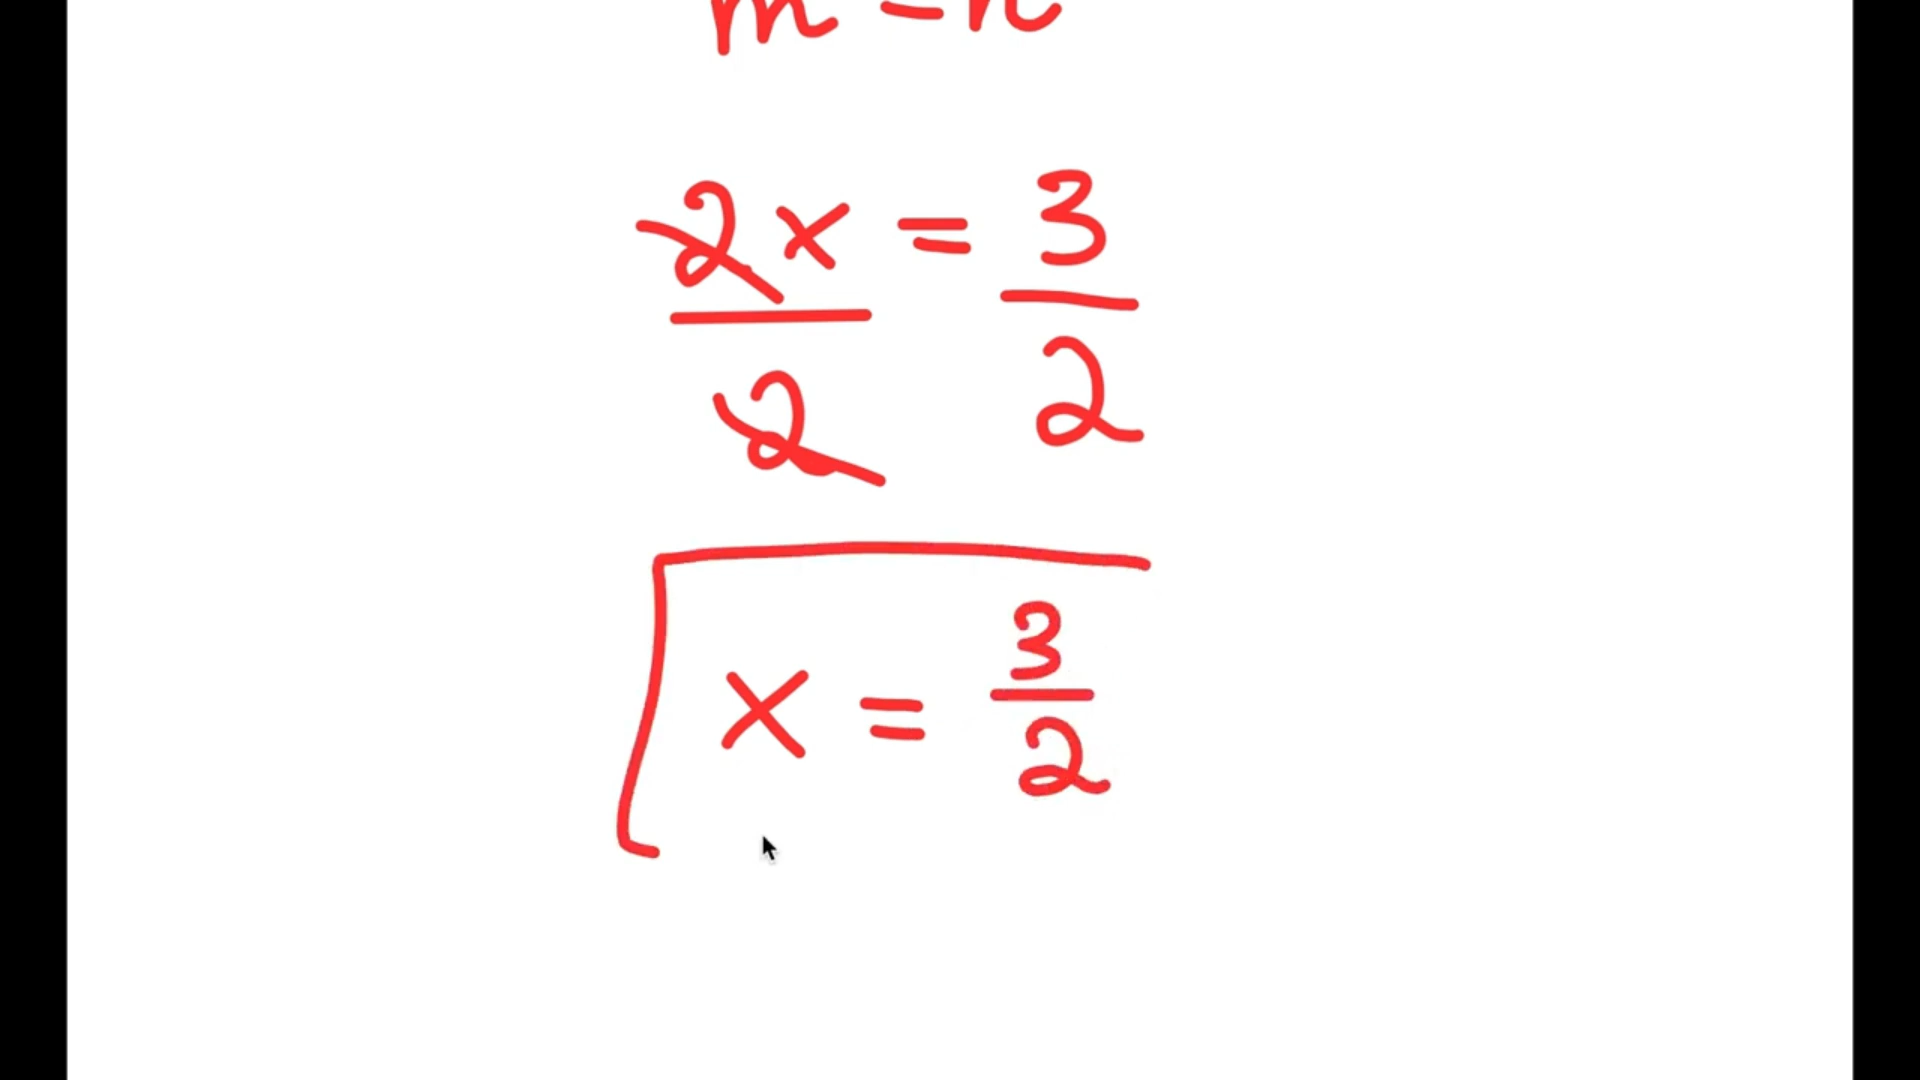 m = n
2x/2 = 3/2
x = 3/2